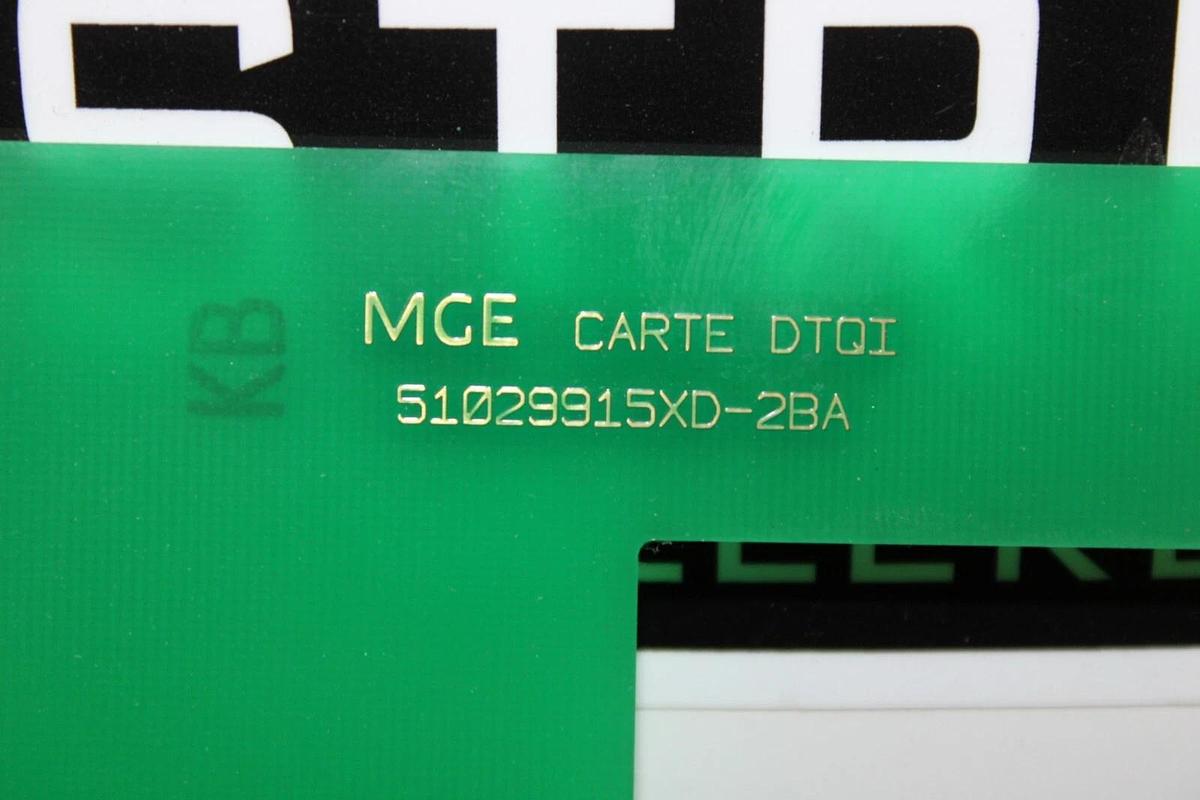 MGE CARTE DTQI
51029915XD-2BA
KB